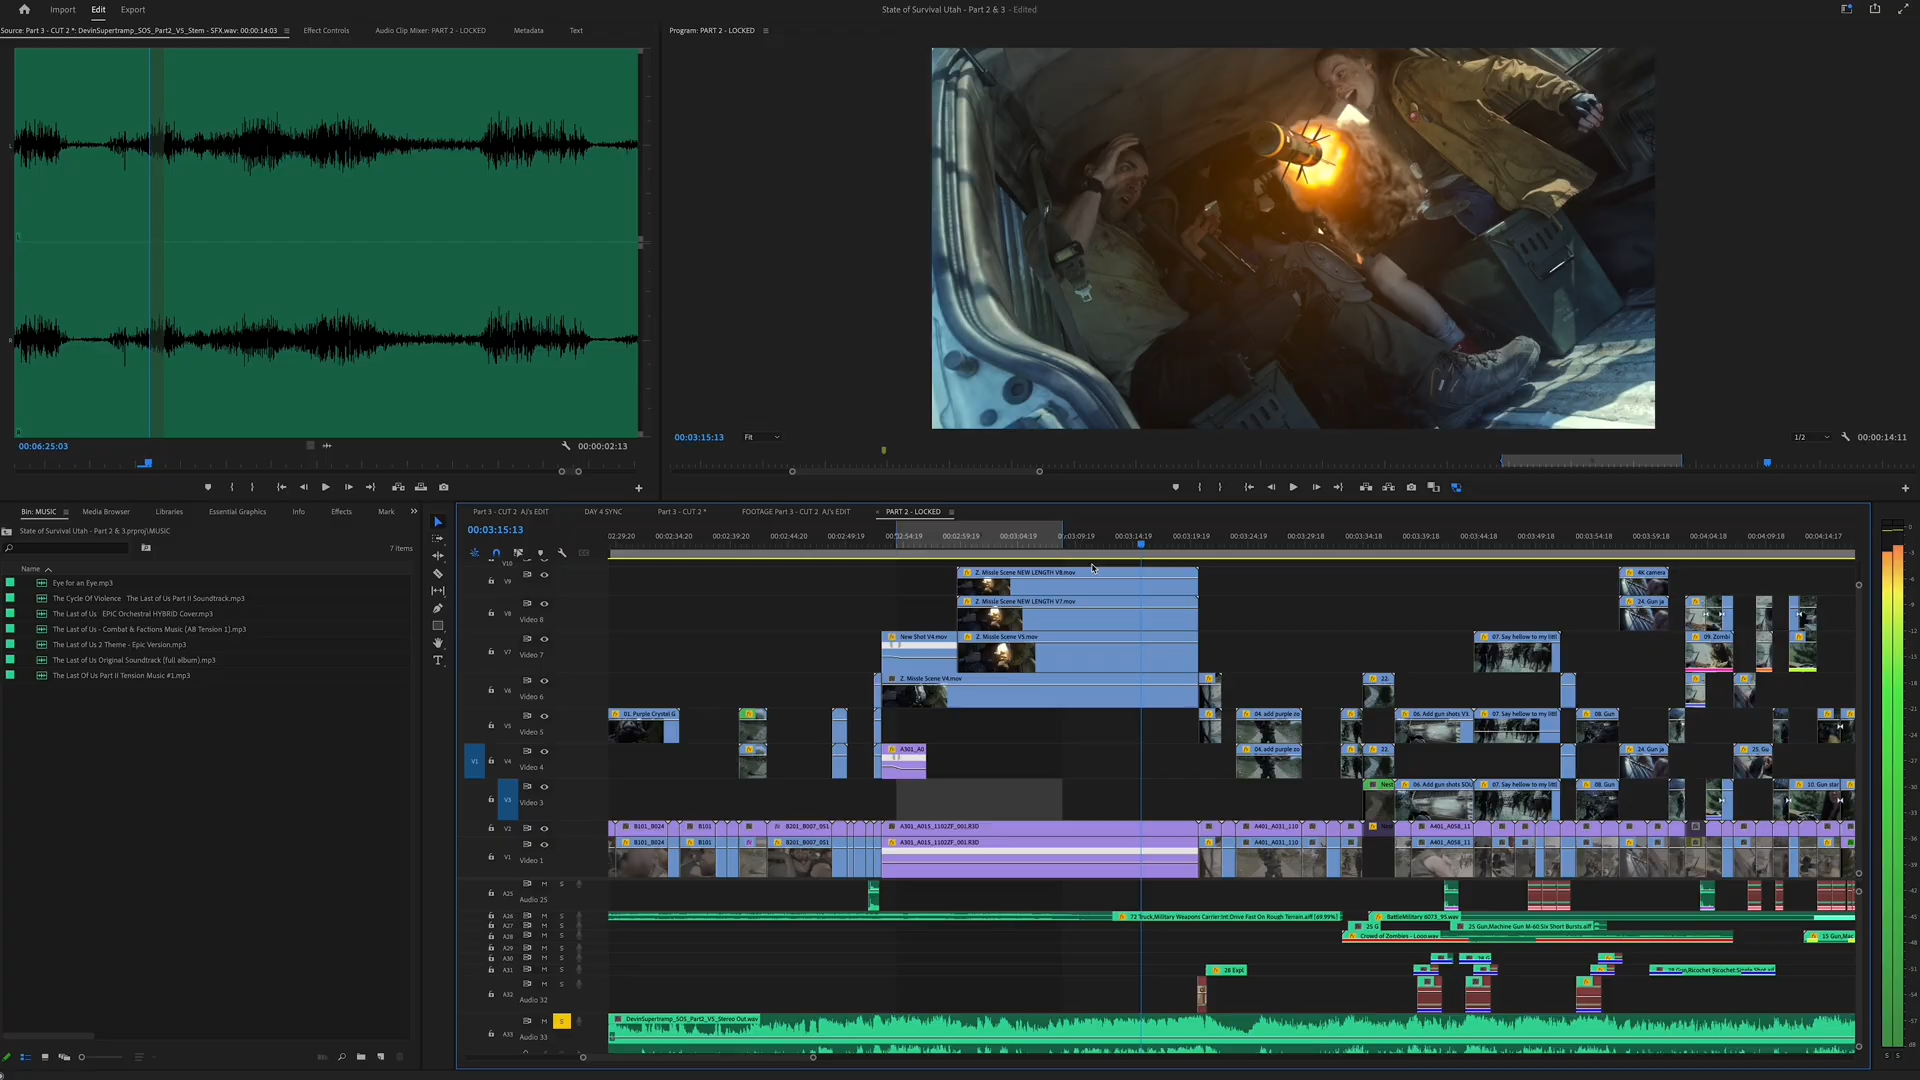 Import Edit Export
State of Survival Utah - Part 2 & 3 - Edited
Source: Part 3 - CUT 2 *: DevinSupertramp_SOS_Part2_V5_Stem - SFX.wav: 00:00:14:03
Effect Controls
Audio Clip Mixer: PART 2 - LOCKED
Metadata
Text
Program: PART 2 - LOCKED
L
R
00:06:25:03
00:00:02:13
00:03:15:13
Fit
1/2
00:00:14:11
Bin: MUSIC
Media Browser
Libraries
Essential Graphics
Info
Effects
Mark
State of Survival Utah - Part 2 & 3.prproj\MUSIC
7 items
Name
Eye for an Eye.mp3
The Cycle Of Violence The Last of Us Part II Soundtrack.mp3
The Last of Us EPIC Orchestral HYBRID Cover.mp3
The Last of Us - Combat & Factions Music (AB Tension 1).mp3
The Last of Us 2 Theme - Epic Version.mp3
The Last of Us Original Soundtrack (full album).mp3
The Last Of Us Part II Tension Music #1.mp3
Part 3 - CUT 2 AJ's EDIT
DAY 4 SYNC
Part 3 - CUT 2 *
FOOTAGE Part 3 - CUT 2 AJ's EDIT
PART 2 - LOCKED
00:03:15:13
02:29:20 00:02:34:20 00:02:39:20 00:02:44:20 00:02:49:19 00:02:54:19 00:02:59:19 00:03:04:19 00:03:09:19 00:03:14:19 00:03:19:19 00:03:24:19 00:03:29:18 00:03:34:18 00:03:39:18 00:03:44:18 00:03:49:18 00:03:54:18 00:03:59:18 00:04:04:18 00:04:09:18 00:04:14:17
V10
V9
Z. Missle Scene NEW LENGTH V8.mov
4K camera
V8
Video 8
Z. Missle Scene NEW LENGTH V7.mov
24. Gun ja
V7
Video 7
New Shot V4.mov
Z. Missle Scene V5.mov
07. Say hellow to my littl
09. Zombi
V6
Video 6
Z. Missle Scene V4.mov
22.
V5
Video 5
01. Purple Crystal G
04. add purple zo
06. Add gun shots V3.
07. Say hellow to my littl
08. Gun
V1
V4
Video 4
A301_A0
04. add purple zo
22.
24. Gun ja
25. Gu
V3
Video 3
Nest
06. Add gun shots SOL
07. Say hellow to my littl
08. Gun
10. Gun star
V2
B101_B024
B101
B201_B007_051
A301_A015_1102ZF_001.R3D
A401_A031_110
Nes
A401_A058_11
V1
Video 1
B101_B024
B101
B201_B007_051
A301_A015_1102ZF_001.R3D
A401_A031_110
A401_A058_11
M S
A25
Audio 25
A26
M S
72 Truck,Military Weapons Carrier:Int:Drive Fast On Rough Terrain.aiff [69.99%]
BattleMilitary 6073_95.wav
A27
M S
25 G
25 Gun,Machine Gun M-60:Six Short Bursts.aiff
A28
M S
Crowd of Zombies - Loop.wav
15 Gun,Mac
A29
M S
A30
M S
A31
M S
28 Expl
A32
M S
Audio 32
A33
M S
Audio 33
DevinSupertramp_SOS_Part2_V5_Stereo Out.wav
S S